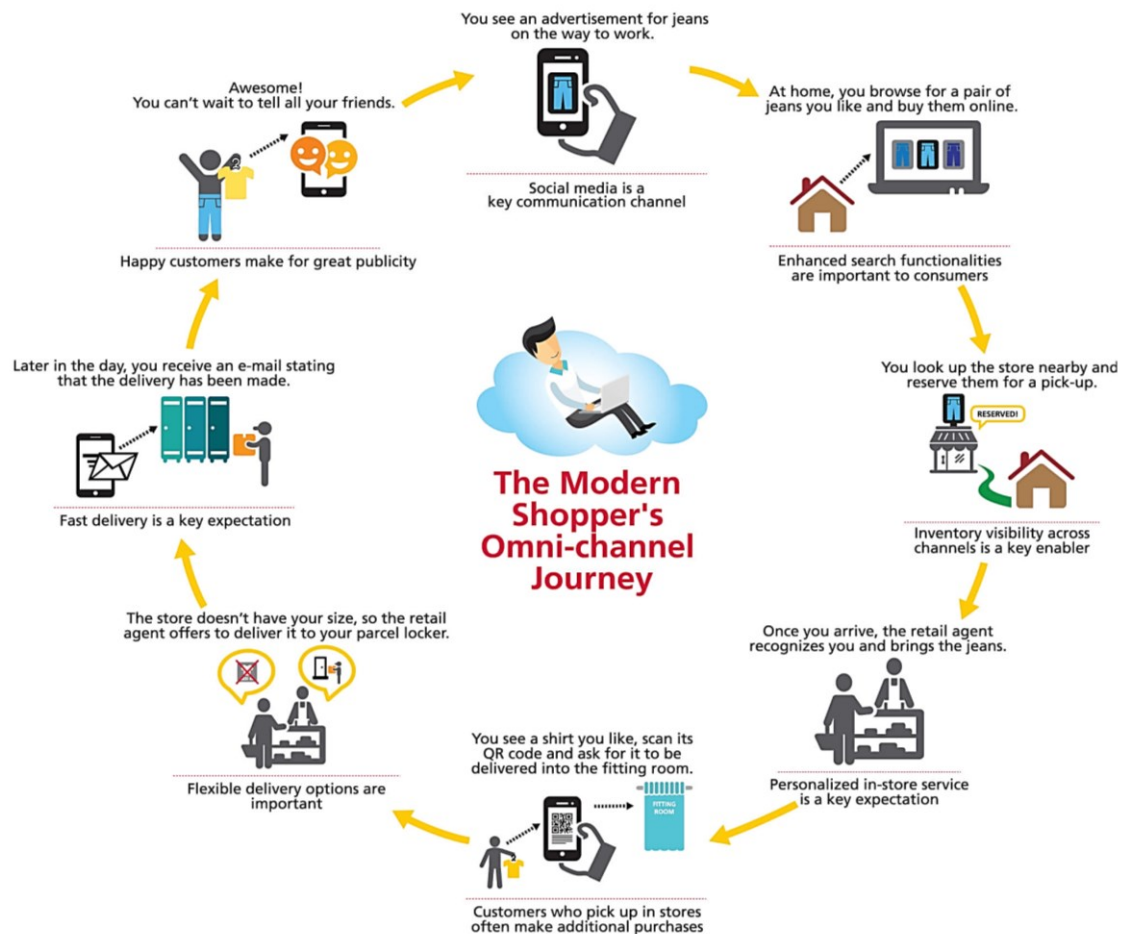 You see an advertisement for jeans
on the way to work.
Social media is a
key communication channel
At home, you browse for a pair of
jeans you like and buy them online.
Enhanced search functionalities
are important to consumers
You look up the store nearby and
reserve them for a pick-up.
RESERVED!
Inventory visibility across
channels is a key enabler
Once you arrive, the retail agent
recognizes you and brings the jeans.
Personalized in-store service
is a key expectation
You see a shirt you like, scan its
QR code and ask for it to be
delivered into the fitting room.
FITTING
ROOM
Customers who pick up in stores
often make additional purchases
The store doesn't have your size, so the retail
agent offers to deliver it to your parcel locker.
Flexible delivery options are
important
Later in the day, you receive an e-mail stating
that the delivery has been made.
Fast delivery is a key expectation
Awesome!
You can't wait to tell all your friends.
Happy customers make for great publicity
The Modern
Shopper's
Omni-channel
Journey